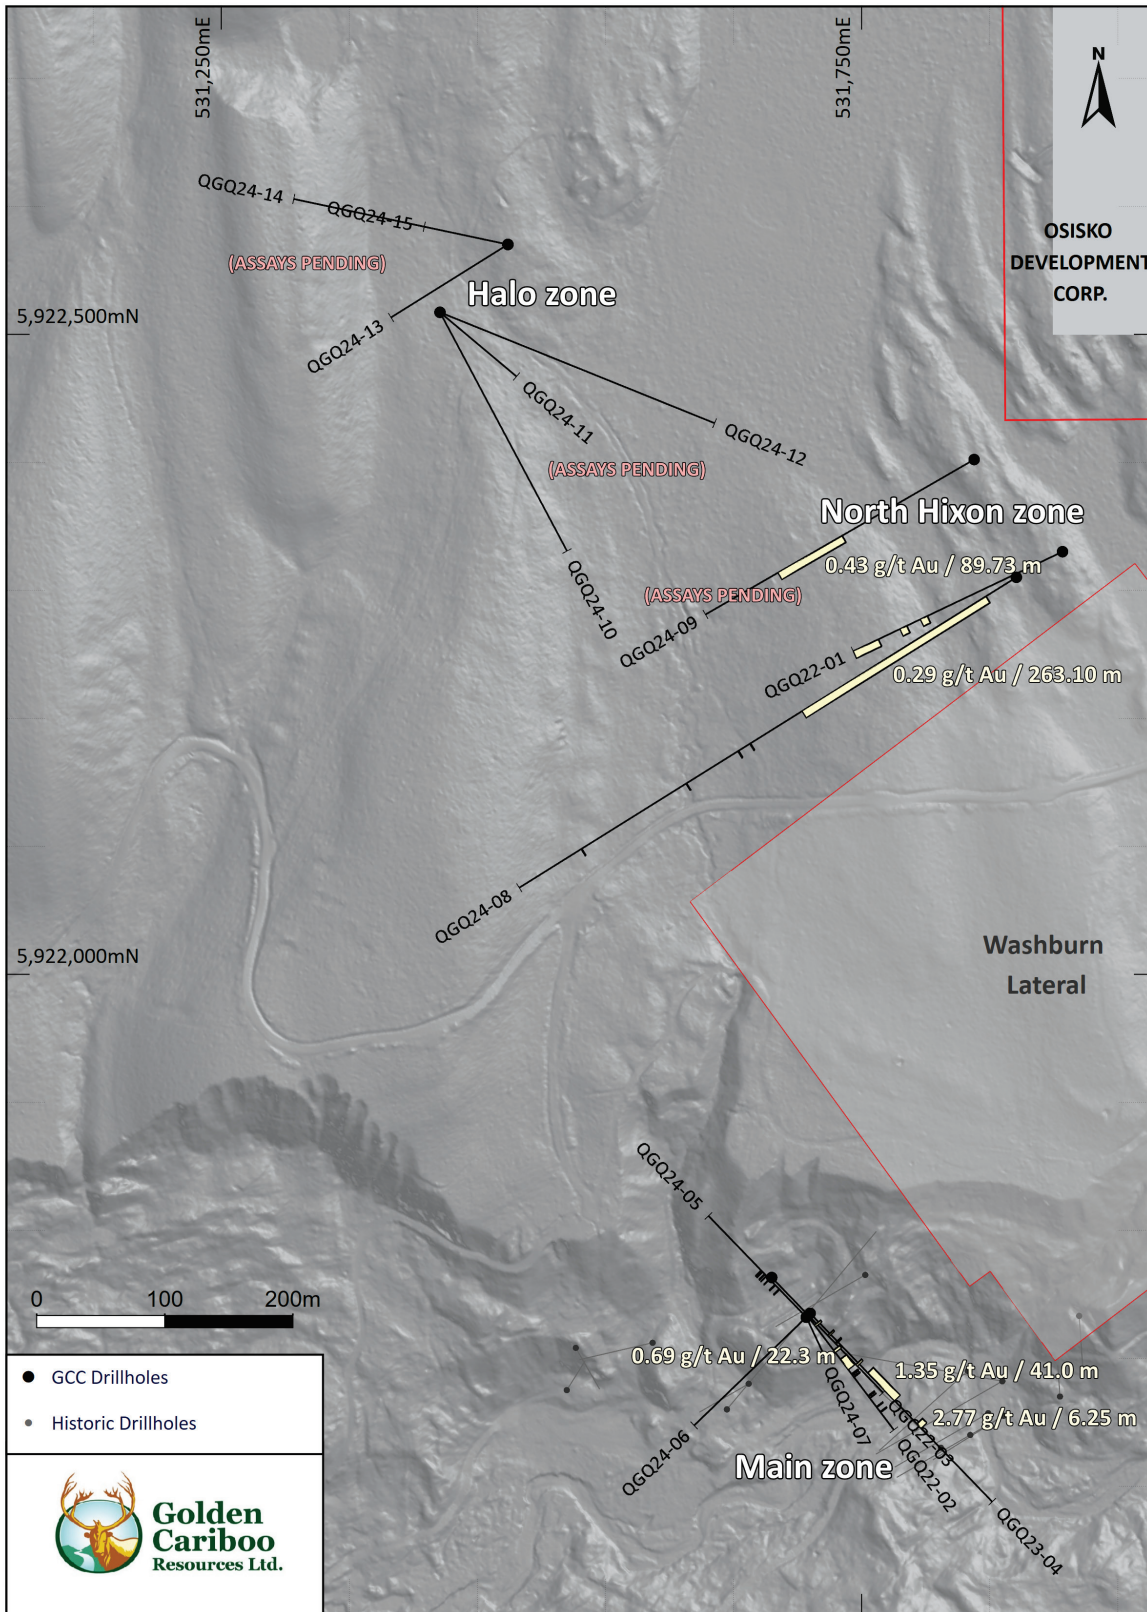 531,250mE
531,750mE
N
QGQ24-14
QGQ24-15
(ASSAYS PENDING)
OSISKO
DEVELOPMENT
CORP.
Halo zone
5,922,500mN
QGQ24-13
QGQ24-11
QGQ24-12
(ASSAYS PENDING)
North Hixon zone
0.43 g/t Au / 89.73 m
QGQ24-10
(ASSAYS PENDING)
QGQ24-09
QGQ22-01
0.29 g/t Au / 263.10 m
QGQ24-08
5,922,000mN
Washburn
Lateral
QGQ24-05
0 100 200m
0.69 g/t Au / 22.3 m
1.35 g/t Au / 41.0 m
QGQ24-07
QGQ22-03
2.77 g/t Au / 6.25 m
QGQ24-06
QGQ22-02
Main zone
QGQ23-04
GCC Drillholes
Historic Drillholes
Golden
Cariboo
Resources Ltd.